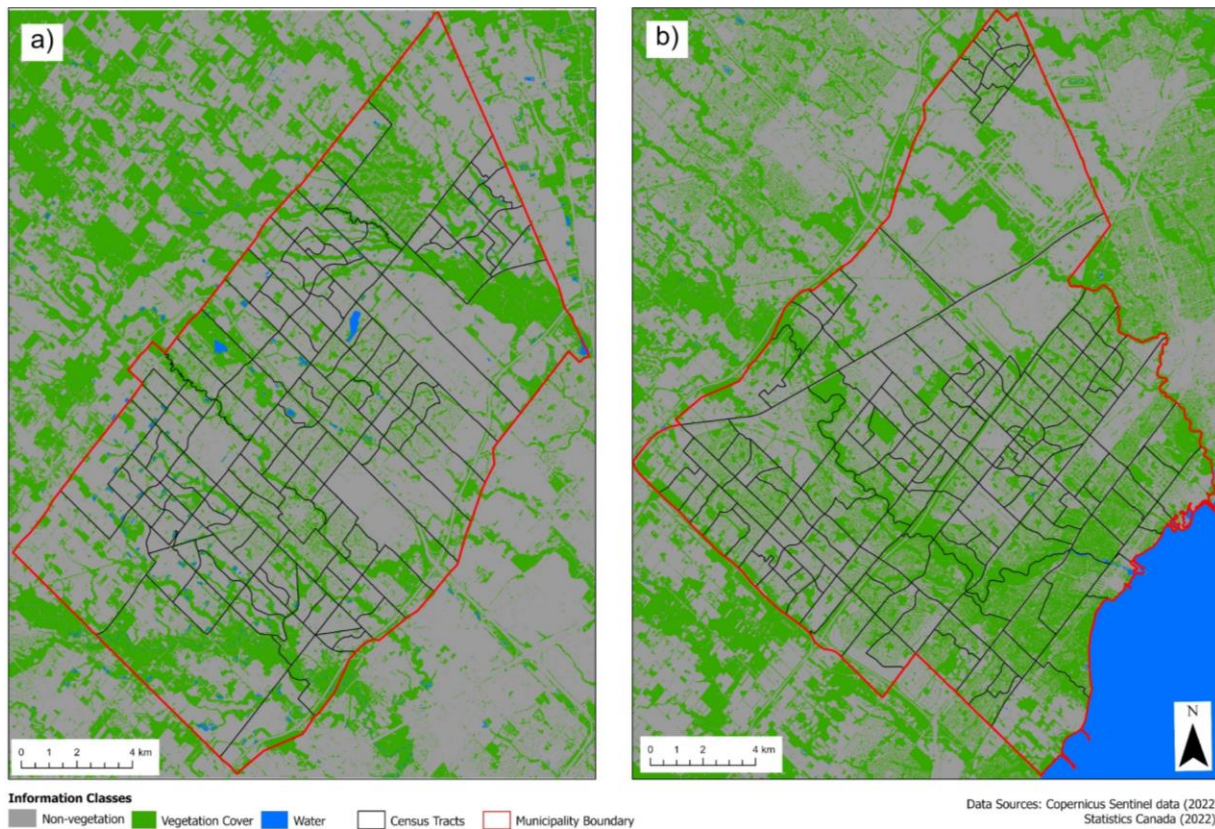 a)
b)
N
0 1 2 4 km
0 1 2 4 km
Information Classes
Non-vegetation Vegetation Cover Water Census Tracts Municipality Boundary
Data Sources: Copernicus Sentinel data (2022
Statistics Canada (2022)